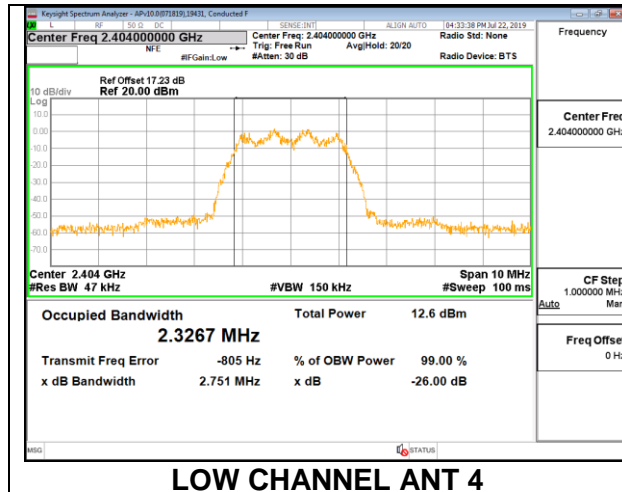 Keysight Spectrum Analyzer - APv10.0(071819),19431, Conducted F
L RF 50 Ω DC SENSE:INT ALIGN AUTO 04:33:38 PM Jul 22, 2019
Center Freq 2.404000000 GHz Center Freq: 2.404000000 GHz Radio Std: None Frequency
NFE Trig: Free Run Avg|Hold: 20/20
#IFGain:Low #Atten: 30 dB Radio Device: BTS
Ref Offset 17.23 dB
10 dB/div Ref 20.00 dBm
Log
10.0
0.00
-10.0
-20.0
-30.0
-40.0
-50.0
-60.0
-70.0
Center Freq
2.404000000 GHz
Center 2.404 GHz Span 10 MHz
#Res BW 47 kHz #VBW 150 kHz #Sweep 100 ms
CF Step
1.000000 MHz
Auto Man
Occupied Bandwidth Total Power 12.6 dBm
2.3267 MHz
Freq Offset
0 Hz
Transmit Freq Error -805 Hz % of OBW Power 99.00 %
x dB Bandwidth 2.751 MHz x dB -26.00 dB
MSG STATUS
LOW CHANNEL ANT 4